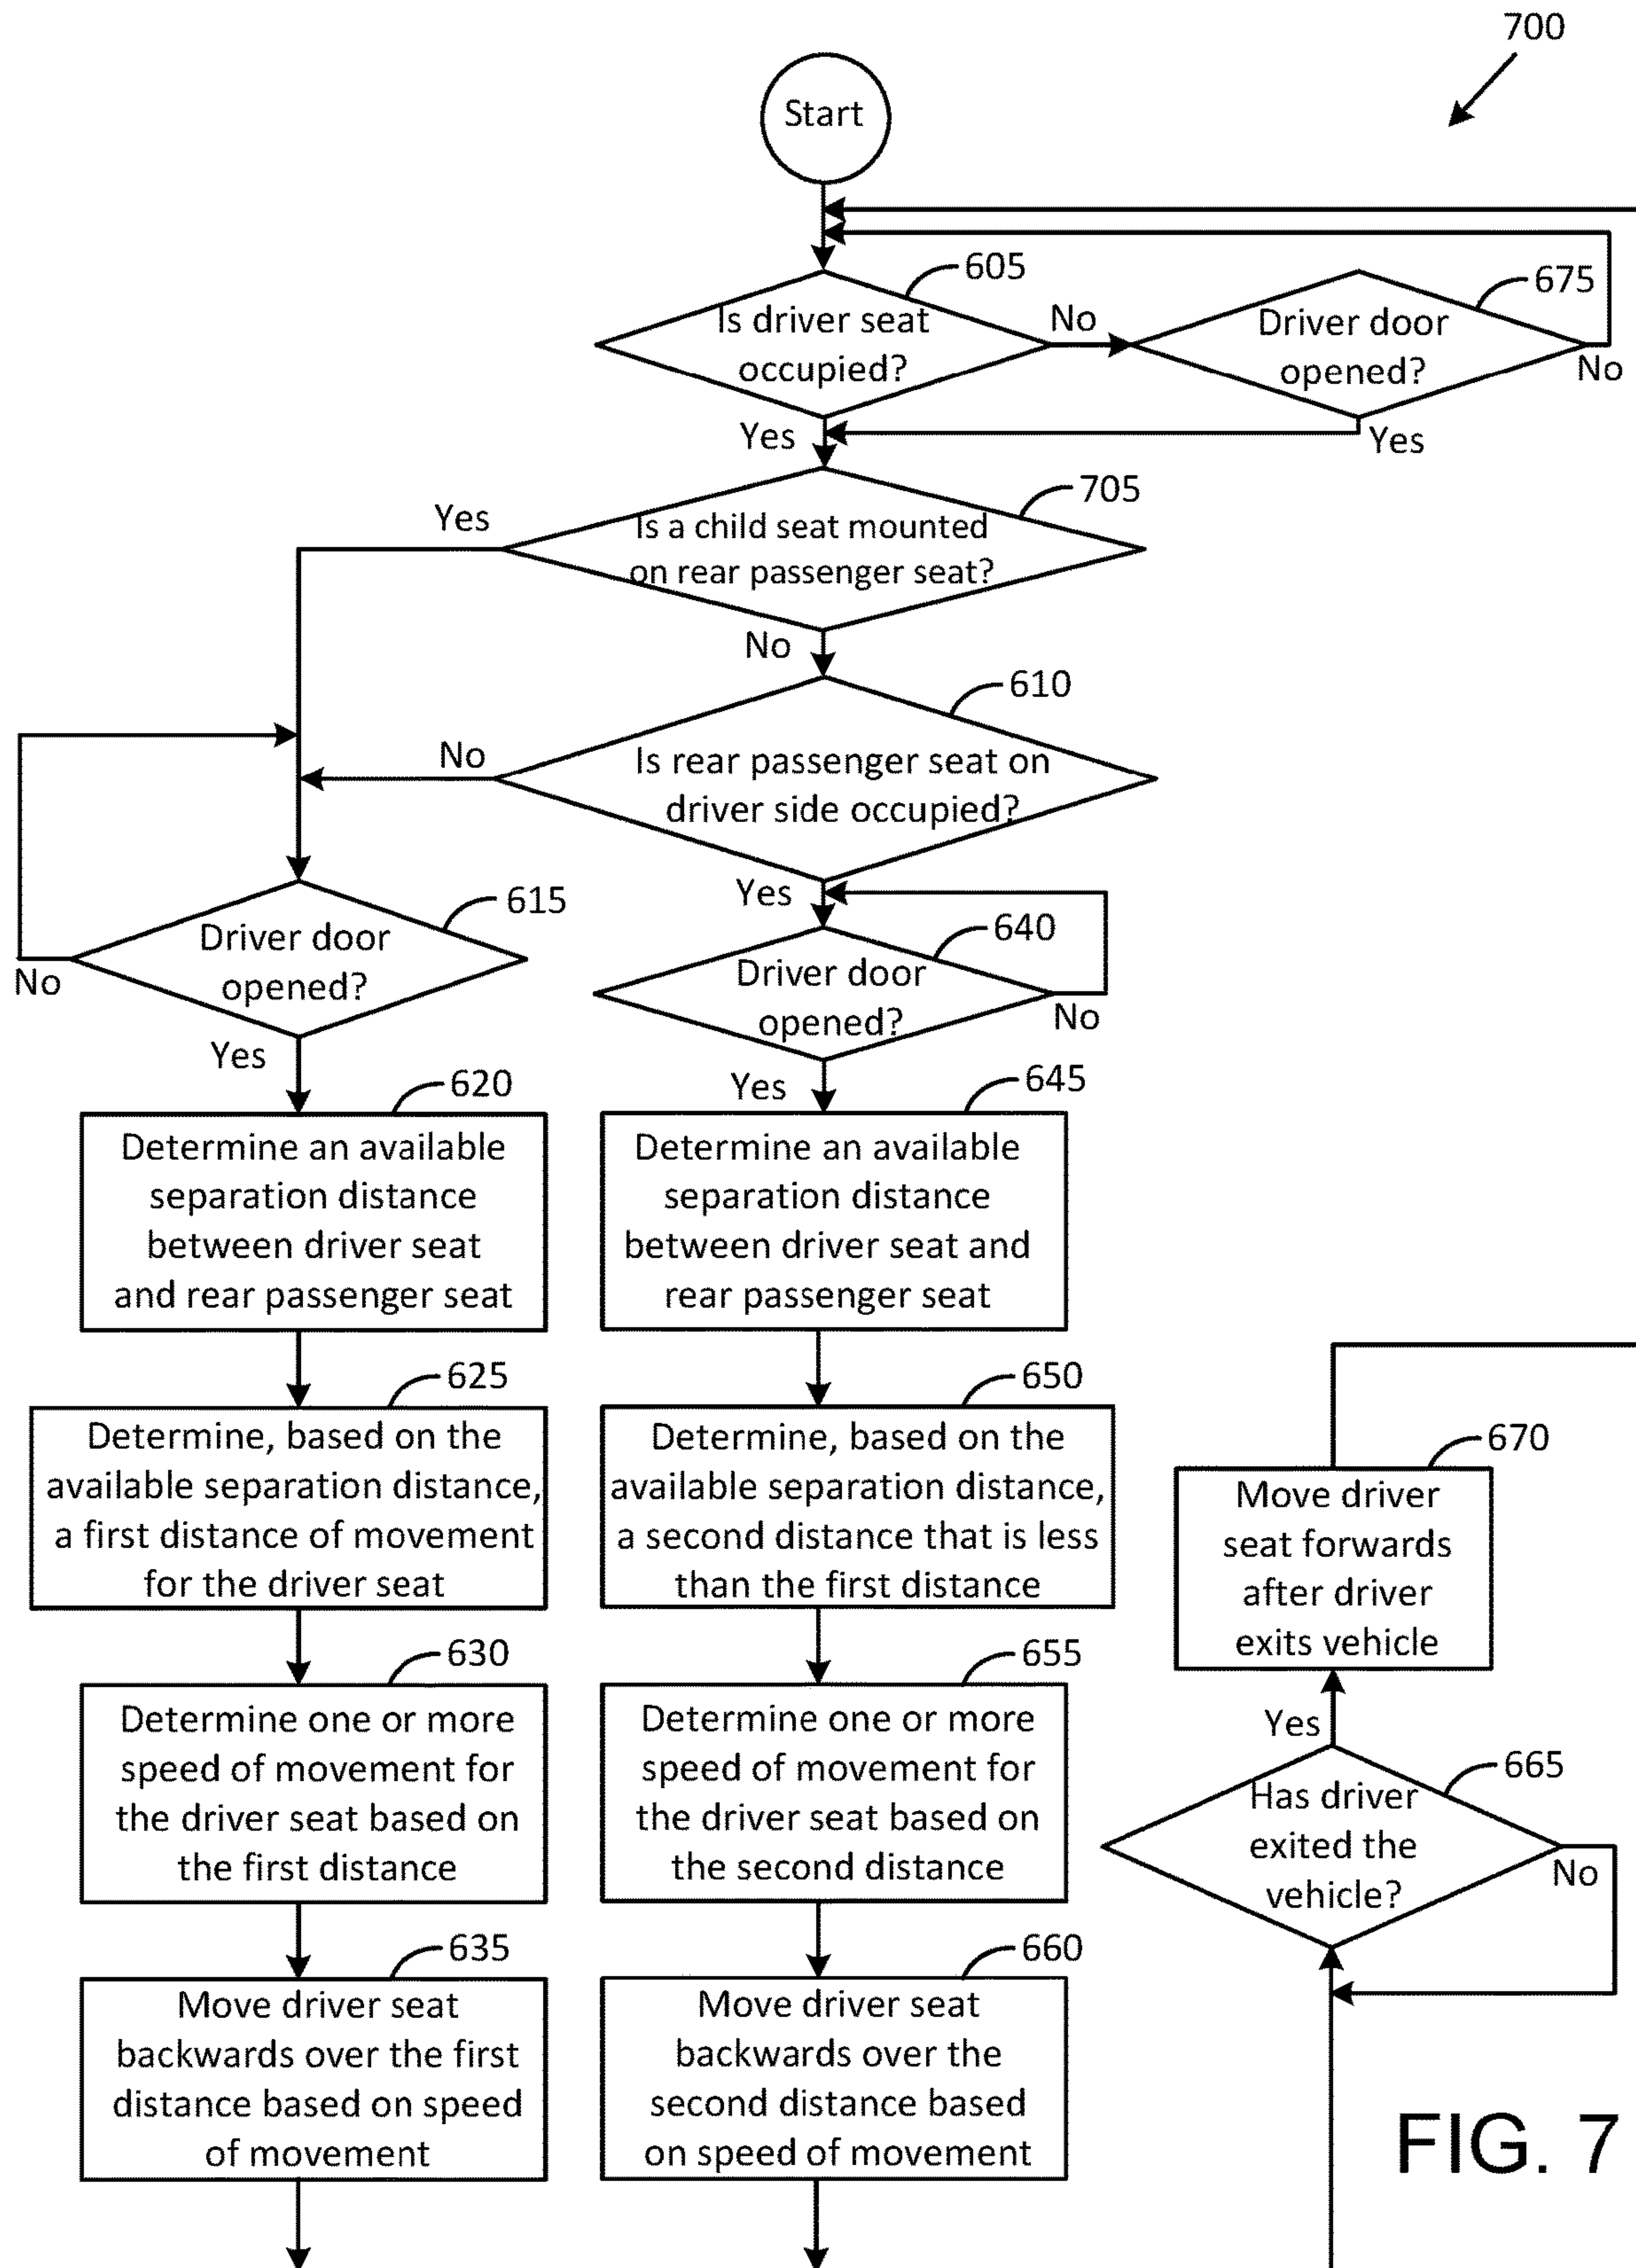 700
Start
605
Is driver seat
occupied?
No
675
Driver door
opened?
No
Yes
Yes
705
Is a child seat mounted
on rear passenger seat?
Yes
No
610
Is rear passenger seat on
driver side occupied?
No
Yes
615
Driver door
opened?
No
Yes
640
Driver door
opened?
No
Yes
620
Determine an available
separation distance
between driver seat
and rear passenger seat
645
Determine an available
separation distance
between driver seat and
rear passenger seat
625
Determine, based on the
available separation distance,
a first distance of movement
for the driver seat
650
Determine, based on the
available separation distance,
a second distance that is less
than the first distance
670
Move driver
seat forwards
after driver
exits vehicle
630
Determine one or more
speed of movement for
the driver seat based on
the first distance
655
Determine one or more
speed of movement for
the driver seat based on
the second distance
Yes
665
Has driver
exited the
vehicle?
No
635
Move driver seat
backwards over the first
distance based on speed
of movement
660
Move driver seat
backwards over the
second distance based
on speed of movement
FIG. 7